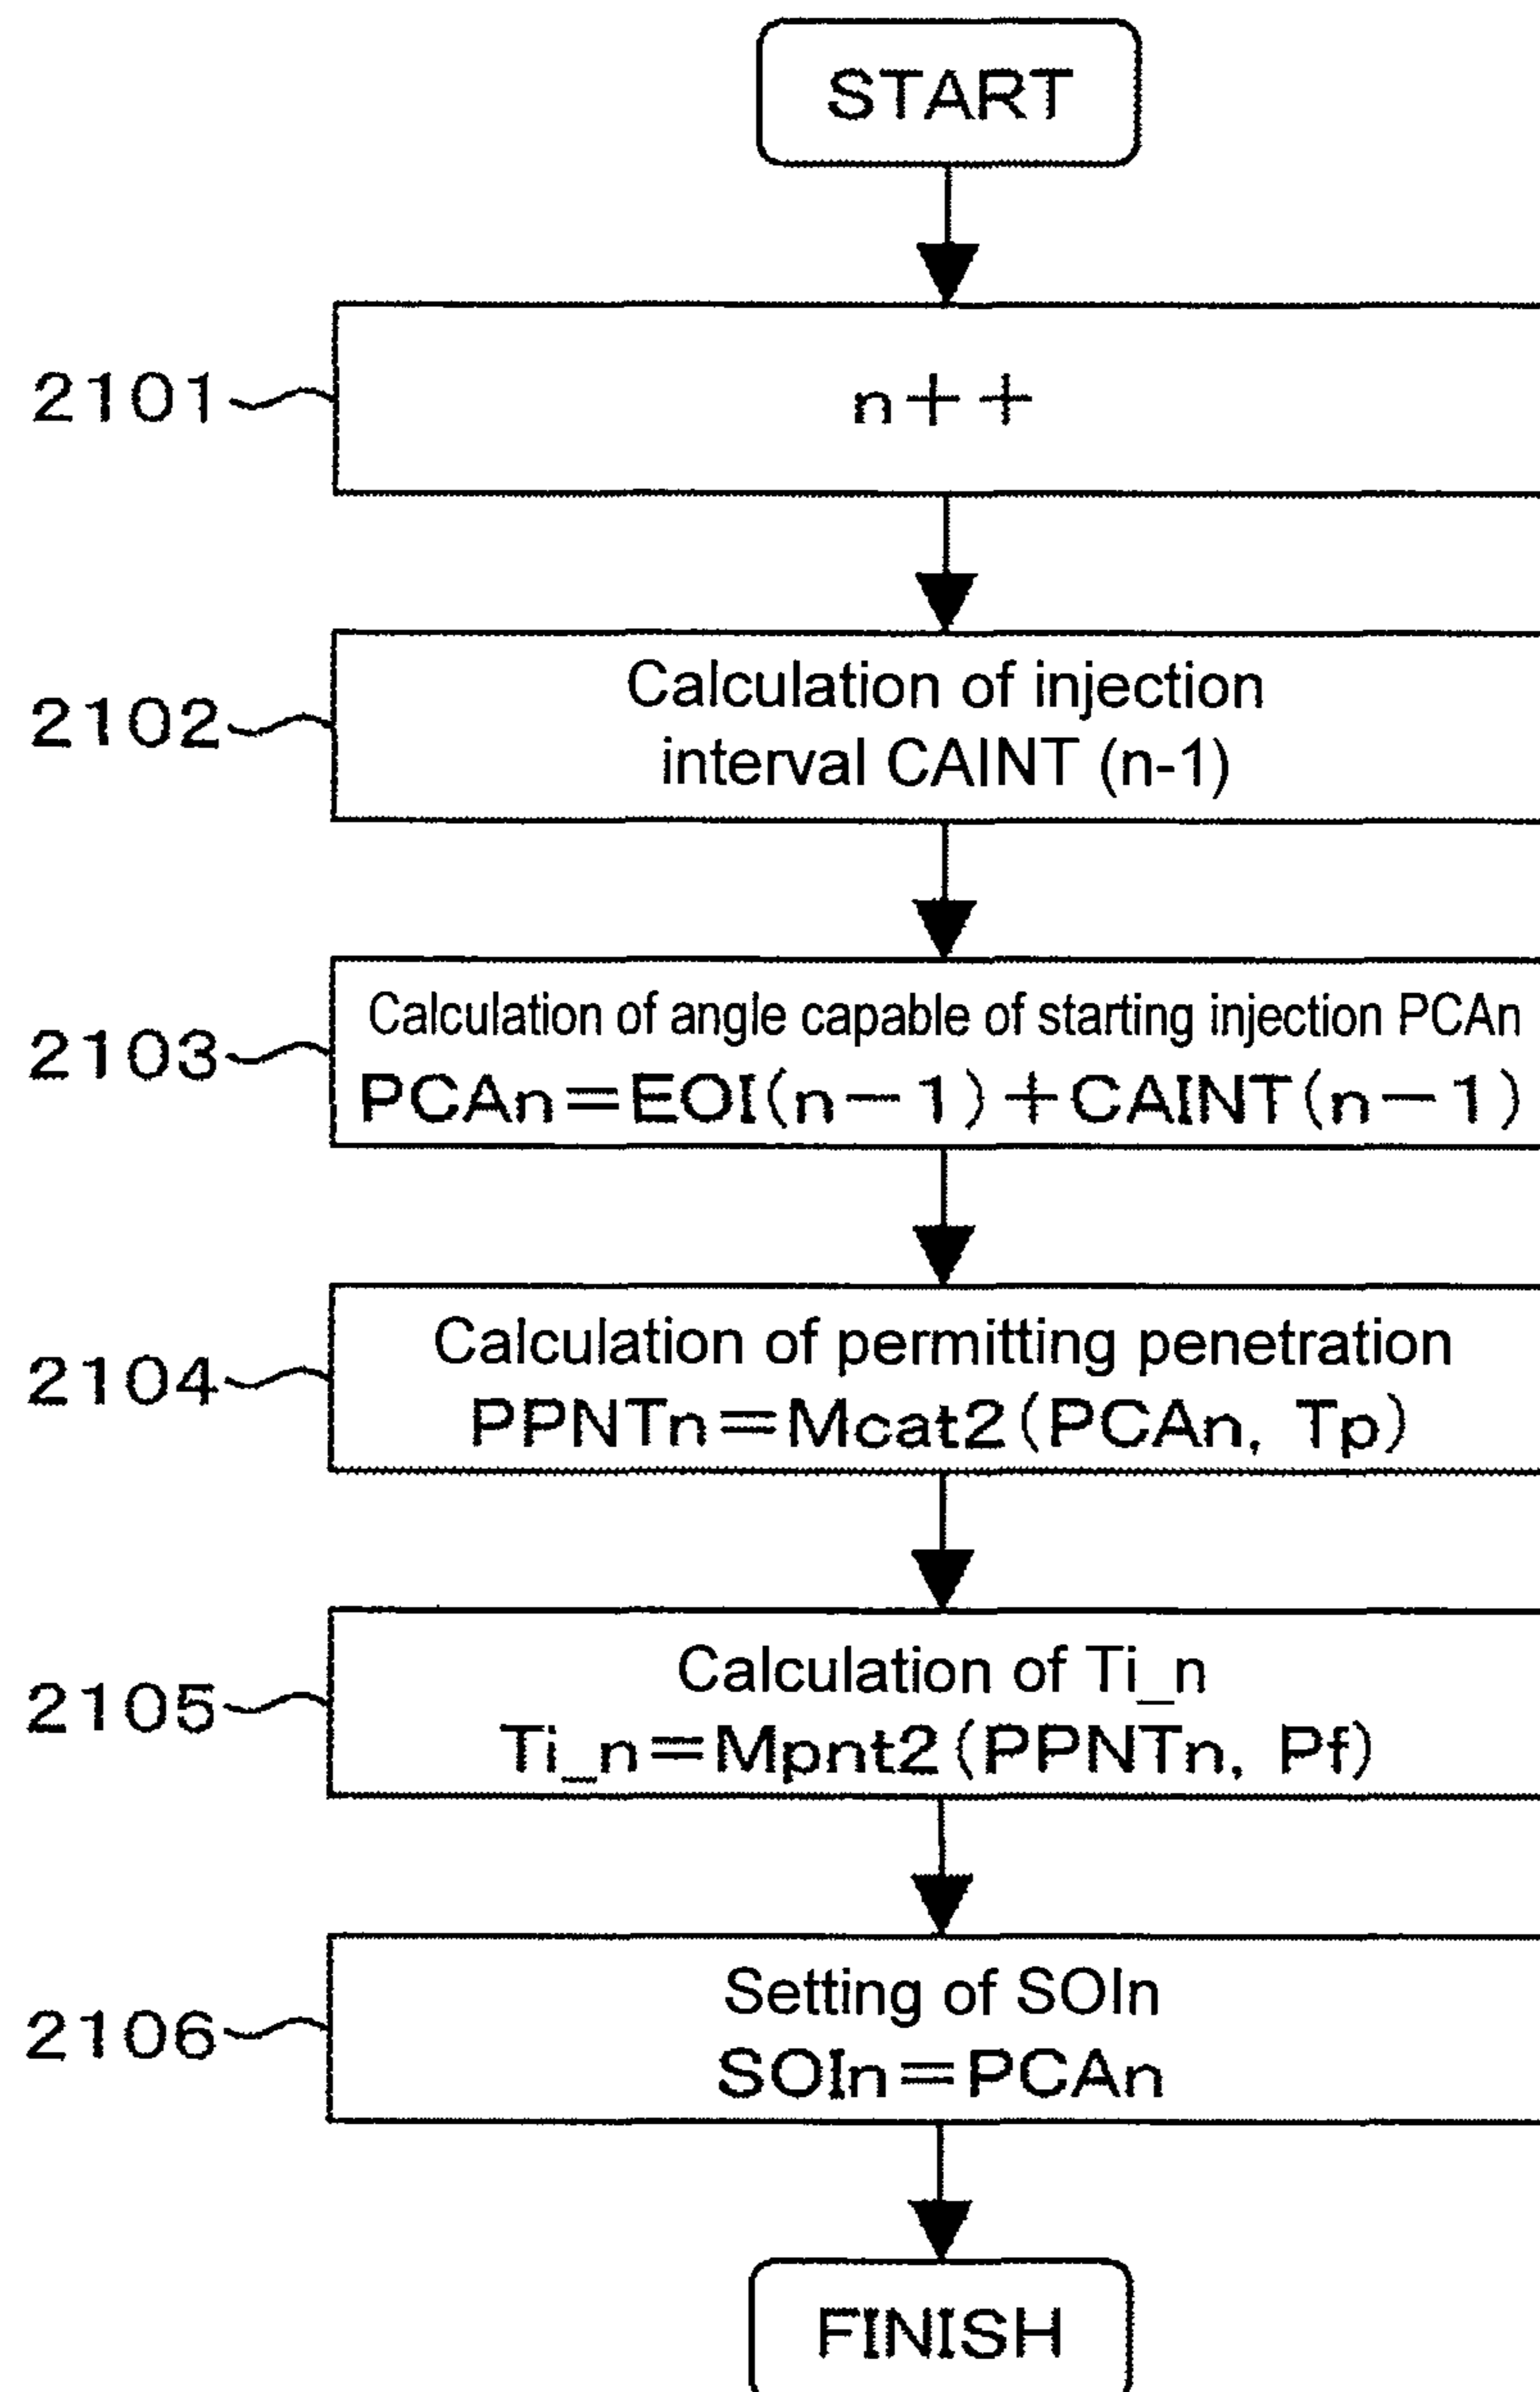 START
2101
n++
2102
Calculation of injection
interval CAINT (n-1)
2103
Calculation of angle capable of starting injection PCAn
PCAn=EOI(n-1)+CAINT(n-1)
2104
Calculation of permitting penetration
PPNTn=Mcat2(PCAn, Tp)
2105
Calculation of Ti_n
Ti_n=Mpnt2(PPNTn, Pf)
2106
Setting of SOIn
SOIn=PCAn
FINISH